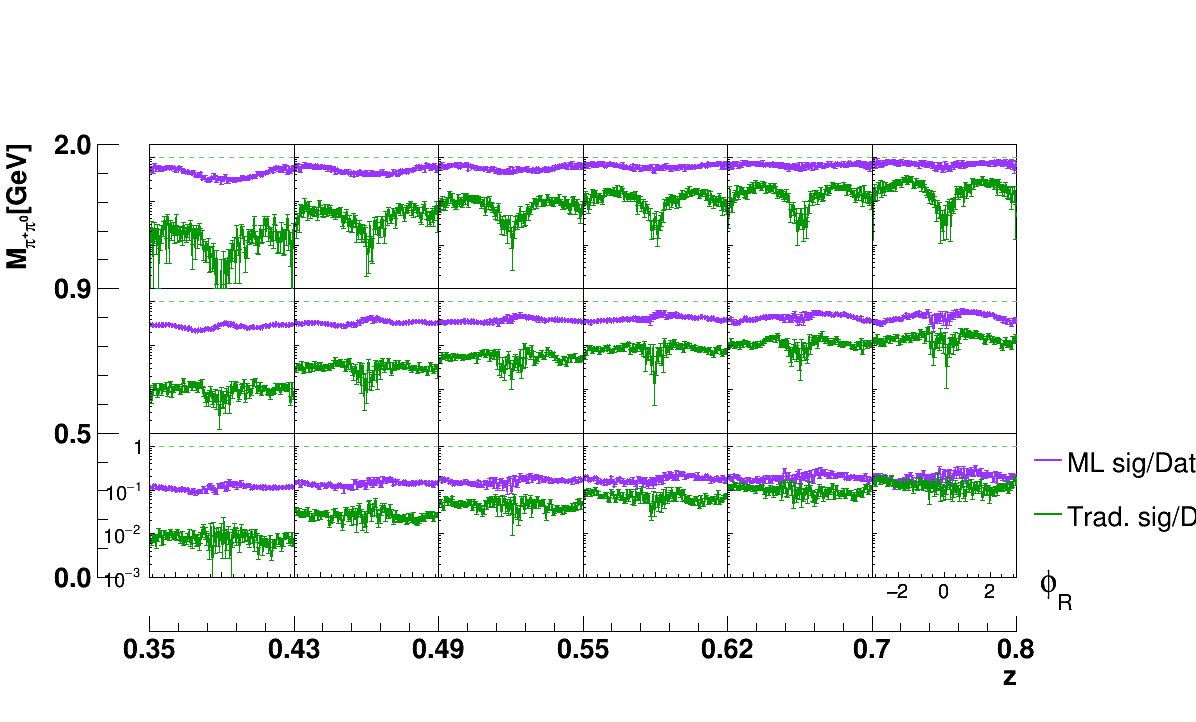 2.0
M π⁺π⁰ [GeV]
0.9
0.5
1
10⁻¹
10⁻²
10⁻³
0.0
ML sig/Dat
Trad. sig/D
−2 0 2
ϕ_R
0.35 0.43 0.49 0.55 0.62 0.7 0.8
z